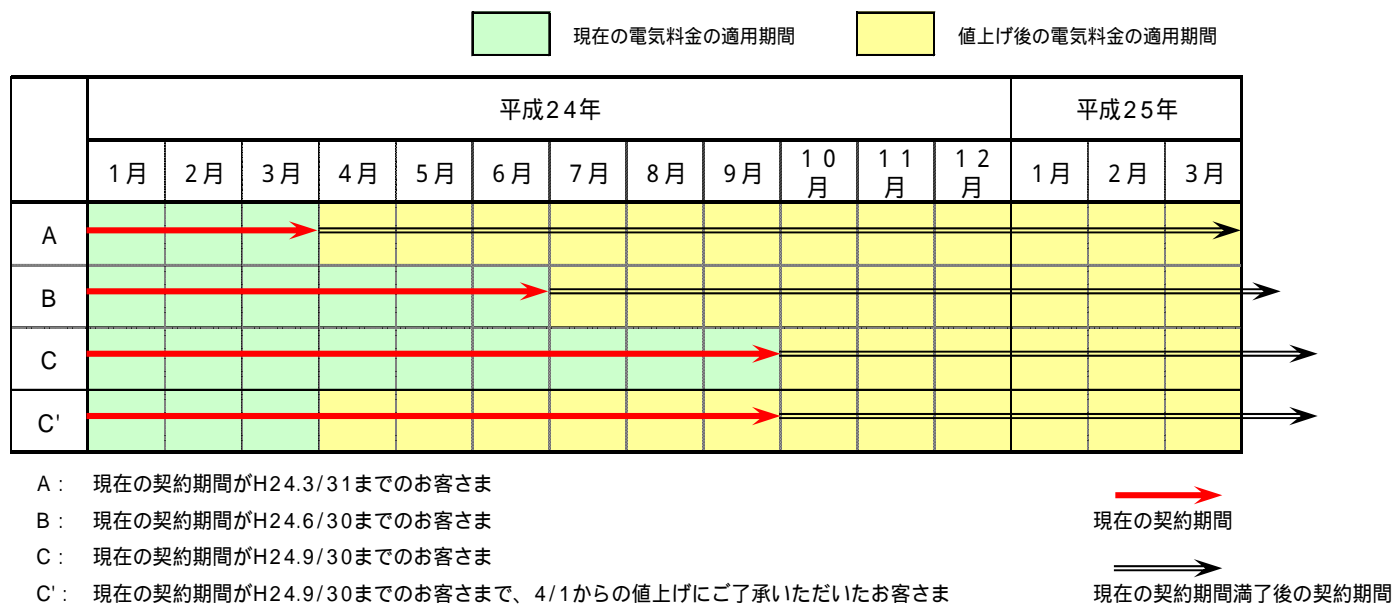 現在の電気料金の適用期間 値上げ後の電気料金の適用期間
平成24年 平成25年
1月 2月 3月 4月 5月 6月 7月 8月 9月 10月 11月 12月 1月 2月 3月
A
B
C
C'
A: 現在の契約期間がH24.3/31までのお客さま
B: 現在の契約期間がH24.6/30までのお客さま
現在の契約期間
C: 現在の契約期間がH24.9/30までのお客さま
C': 現在の契約期間がH24.9/30までのお客さまで、4/1からの値上げにご了承いただいたお客さま
現在の契約期間満了後の契約期間